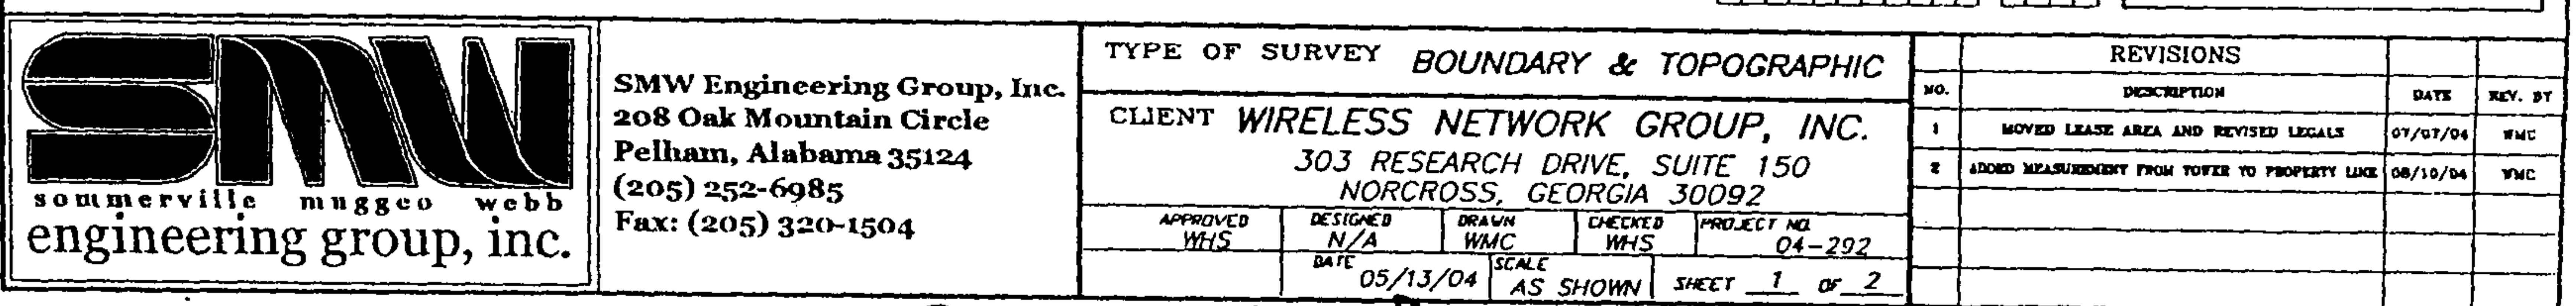 SMW
sommerville muggeo webb
engineering group, inc.
SMW Engineering Group, Inc.
208 Oak Mountain Circle
Pelham, Alabama 35124
(205) 252-6985
Fax: (205) 320-1504
TYPE OF SURVEY BOUNDARY & TOPOGRAPHIC
CLIENT WIRELESS NETWORK GROUP, INC.
303 RESEARCH DRIVE, SUITE 150
NORCROSS, GEORGIA 30092
APPROVED DESIGNED DRAWN CHECKED PROJECT NO.
WHS N/A WMC WHS 04-292
DATE SCALE
05/13/04 AS SHOWN SHEET 1 OF 2
REVISIONS
NO. DESCRIPTION DATE REV. BY
1 MOVED LEASE AREA AND REVISED LEGALS 07/07/04 WMC
2 ADDED MEASUREMENT FROM TOWER TO PROPERTY LINE 08/10/04 WMC